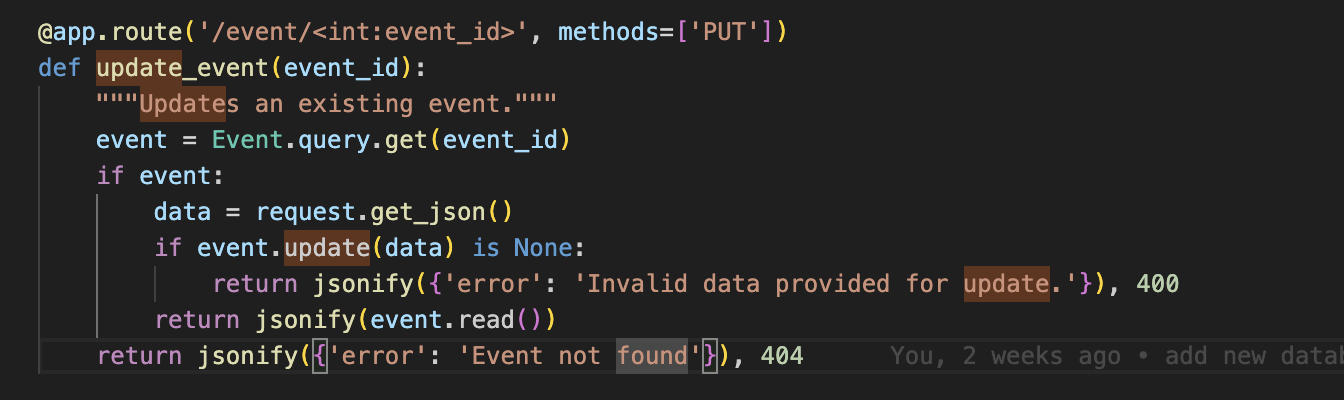 @app.route('/event/<int:event_id>', methods=['PUT'])
def update_event(event_id):
    """Updates an existing event."""
    event = Event.query.get(event_id)
    if event:
        data = request.get_json()
        if event.update(data) is None:
            return jsonify({'error': 'Invalid data provided for update.'}), 400
        return jsonify(event.read())
    return jsonify({'error': 'Event not found'}), 404 You, 2 weeks ago • add new